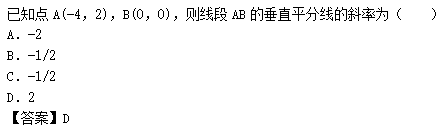 已知点 A(-4, 2), B(0, 0), 则线段 AB 的垂直平分线的斜率为（    ）
A. -2
B. -1/2
C. -1/2
D. 2
【答案】D